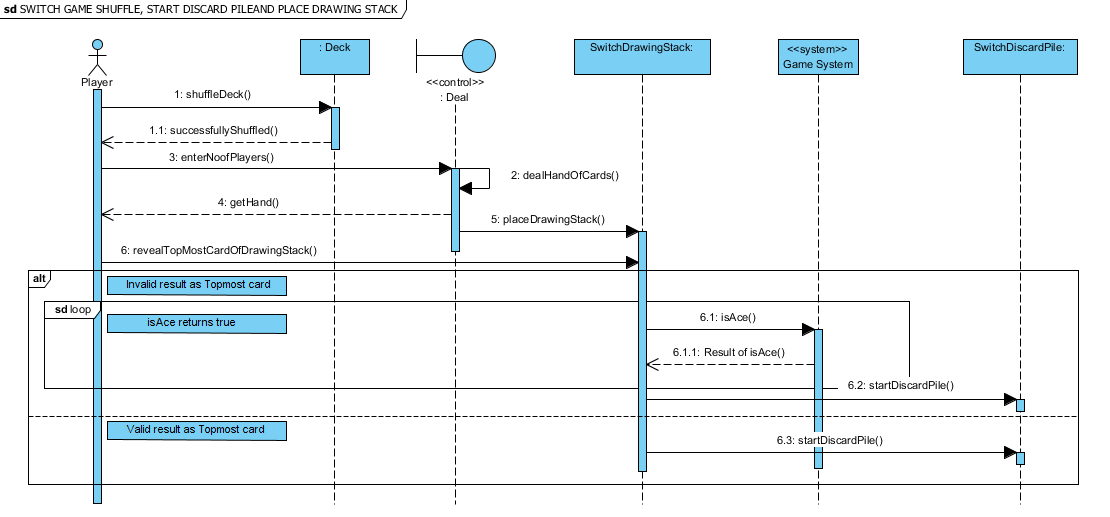 sd SWITCH GAME SHUFFLE, START DISCARD PILEAND PLACE DRAWING STACK
Player
: Deck
<<control>>
: Deal
SwitchDrawingStack:
<<system>>
Game System
SwitchDiscardPile:
1: shuffleDeck()
1.1: successfullyShuffled()
3: enterNoofPlayers()
2: dealHandOfCards()
4: getHand()
5: placeDrawingStack()
6: revealTopMostCardOfDrawingStack()
alt
Invalid result as Topmost card
sd loop
isAce returns true
6.1: isAce()
6.1.1: Result of isAce()
6.2: startDiscardPile()
Valid result as Topmost card
6.3: startDiscardPile()